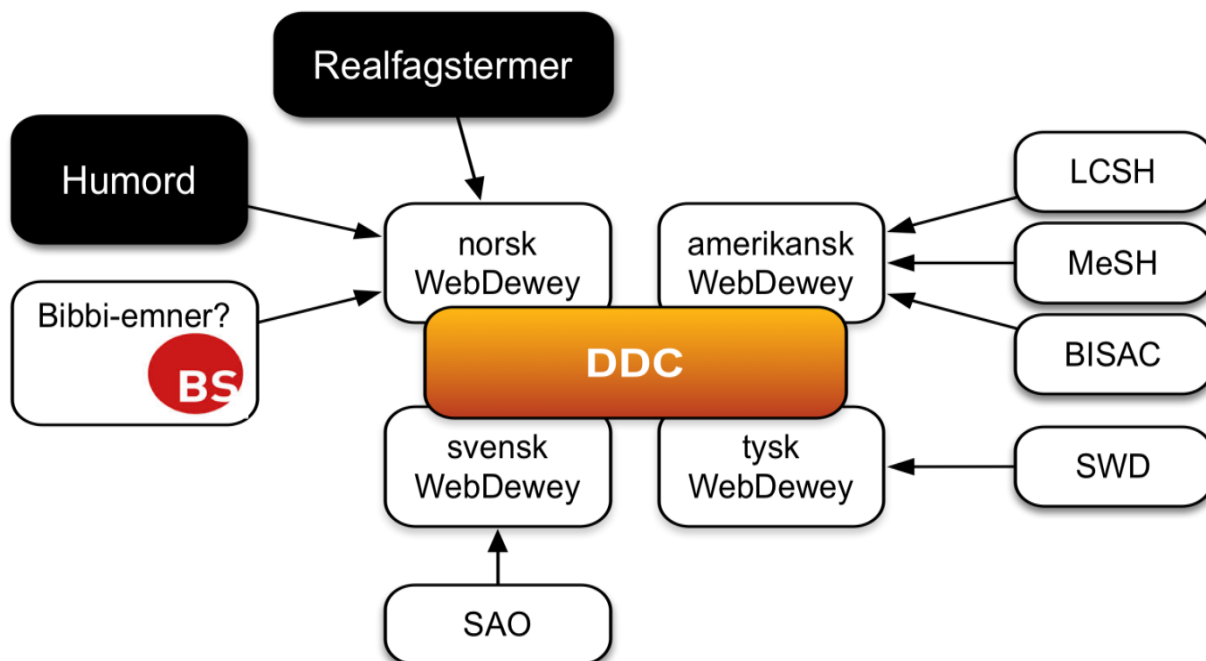 Realfagstermer
Humord
LCSH
norsk
WebDewey
amerikansk
WebDewey
MeSH
Bibbi-emner?
BS
DDC
BISAC
svensk
WebDewey
tysk
WebDewey
SWD
SAO